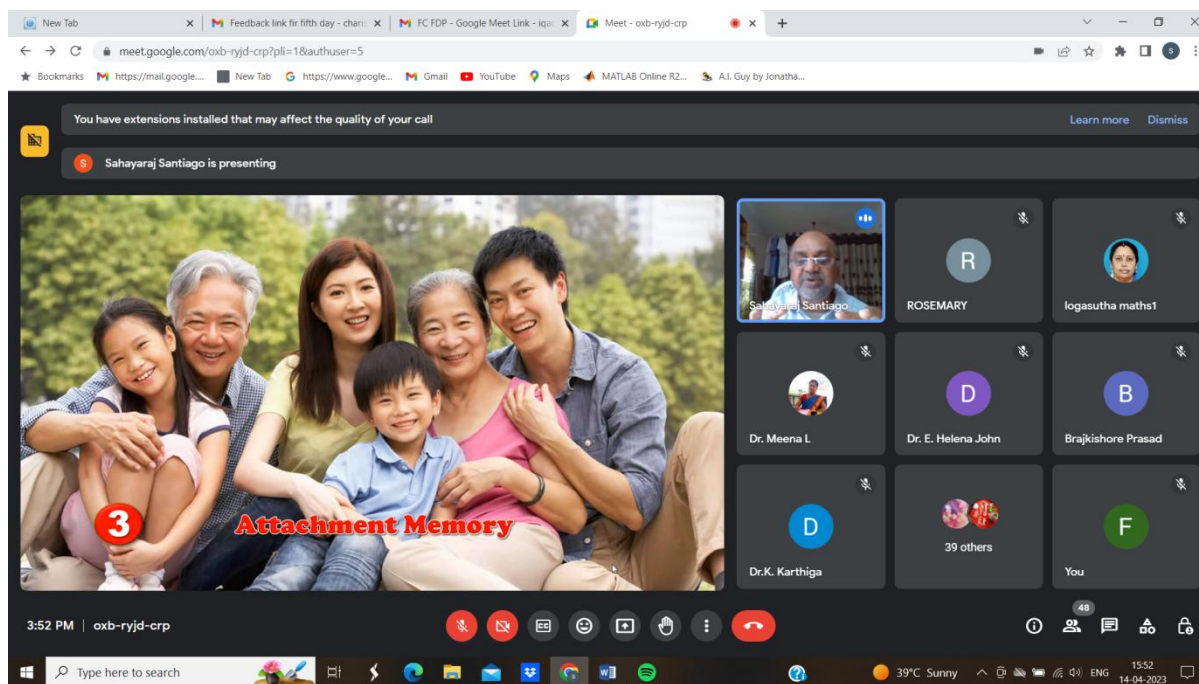 New Tab
Feedback link fir fifth day - charis
FC FDP - Google Meet Link - iqac
Meet - oxb-ryjd-crp
meet.google.com/oxb-ryjd-crp?pli=1&authuser=5
S
Bookmarks
https://mail.google....
New Tab
https://www.google...
Gmail
YouTube
Maps
MATLAB Online R2...
A.I. Guy by Jonatha...
You have extensions installed that may affect the quality of your call
Learn more
Dismiss
S
Sahayaraj Santiago is presenting
3
Attachment Memory
Sahayaraj Santiago
R
ROSEMARY
logasutha maths1
Dr. Meena L
D
Dr. E. Helena John
B
Brajkishore Prasad
D
Dr.K. Karthiga
39 others
F
You
3:52 PM | oxb-ryjd-crp
CC
48
Type here to search
39°C Sunny
ENG
15:52
14-04-2023